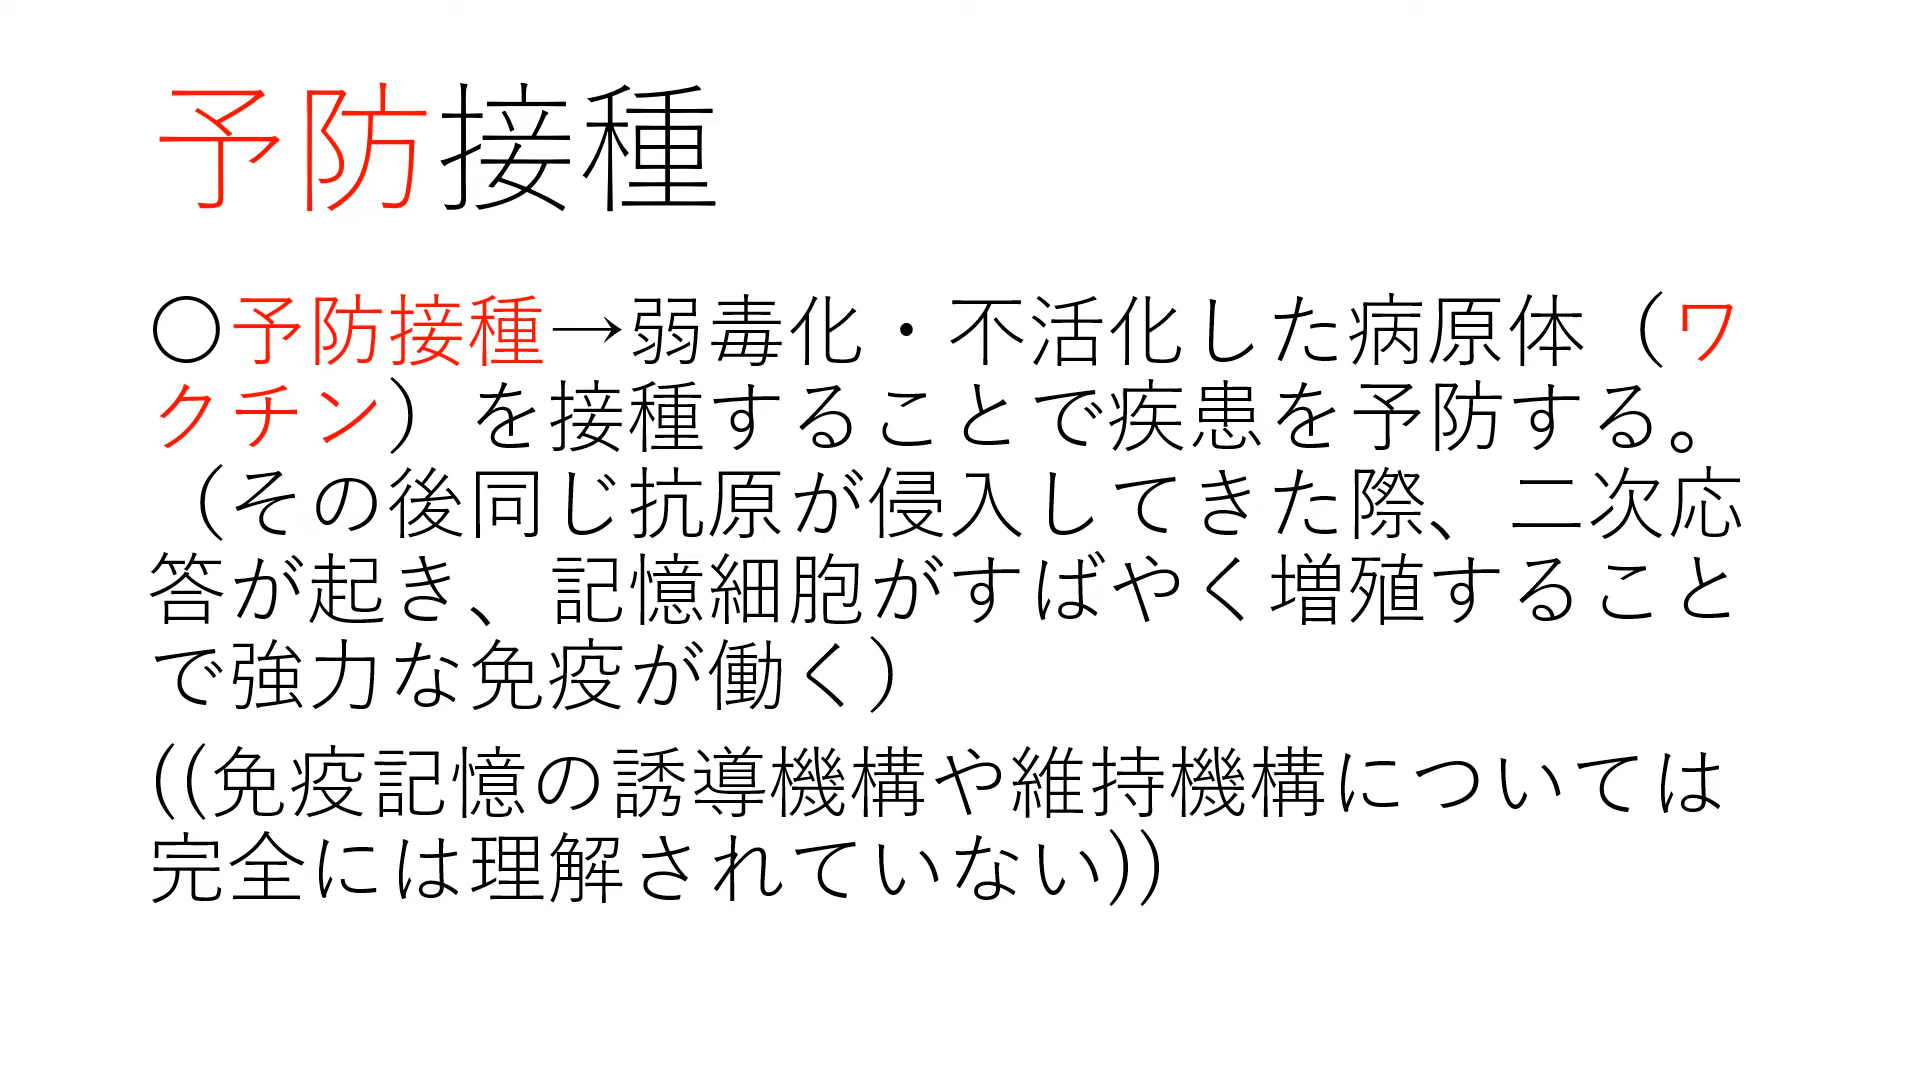 予防接種
〇予防接種→弱毒化・不活化した病原体（ワ
クチン）を接種することで疾患を予防する。
（その後同じ抗原が侵入してきた際、二次応
答が起き、記憶細胞がすばやく増殖すること
で強力な免疫が働く）
((免疫記憶の誘導機構や維持機構については
完全には理解されていない))